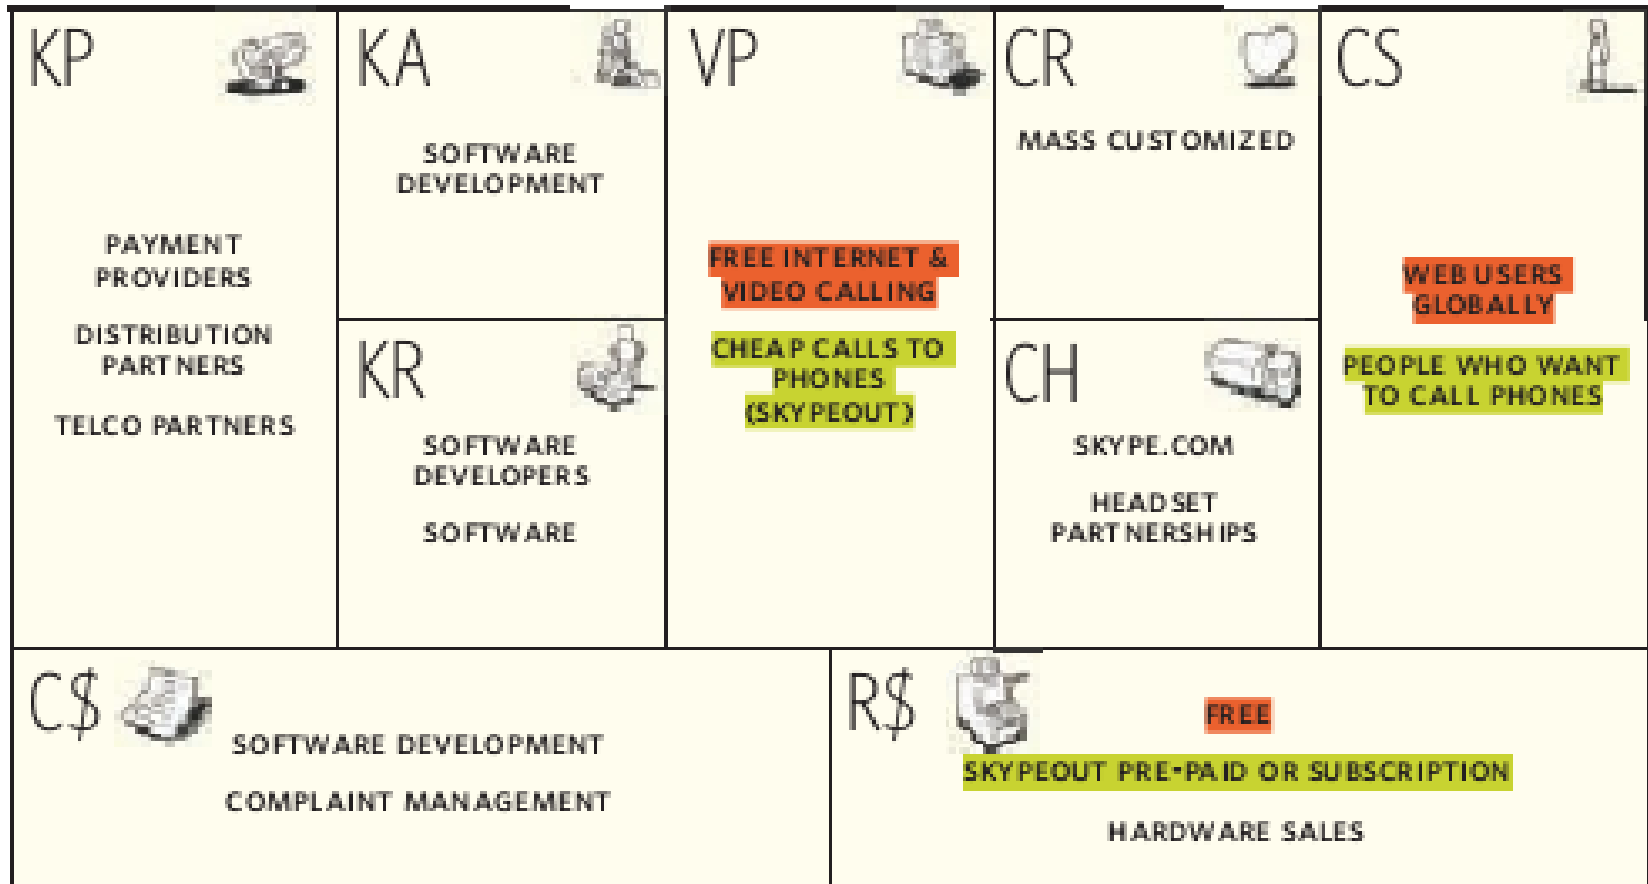 KP
PAYMENT
PROVIDERS
DISTRIBUTION
PARTNERS
TELCO PARTNERS
KA
SOFTWARE
DEVELOPMENT
KR
SOFTWARE
DEVELOPERS
SOFTWARE
VP
FREE INTERNET &
VIDEO CALLING
CHEAP CALLS TO
PHONES
(SKYPEOUT)
CR
MASS CUSTOMIZED
CH
SKYPE.COM
HEADSET
PARTNERSHIPS
CS
WEB USERS
GLOBALLY
PEOPLE WHO WANT
TO CALL PHONES
C$
SOFTWARE DEVELOPMENT
COMPLAINT MANAGEMENT
R$
FREE
SKYPEOUT PRE-PAID OR SUBSCRIPTION
HARDWARE SALES